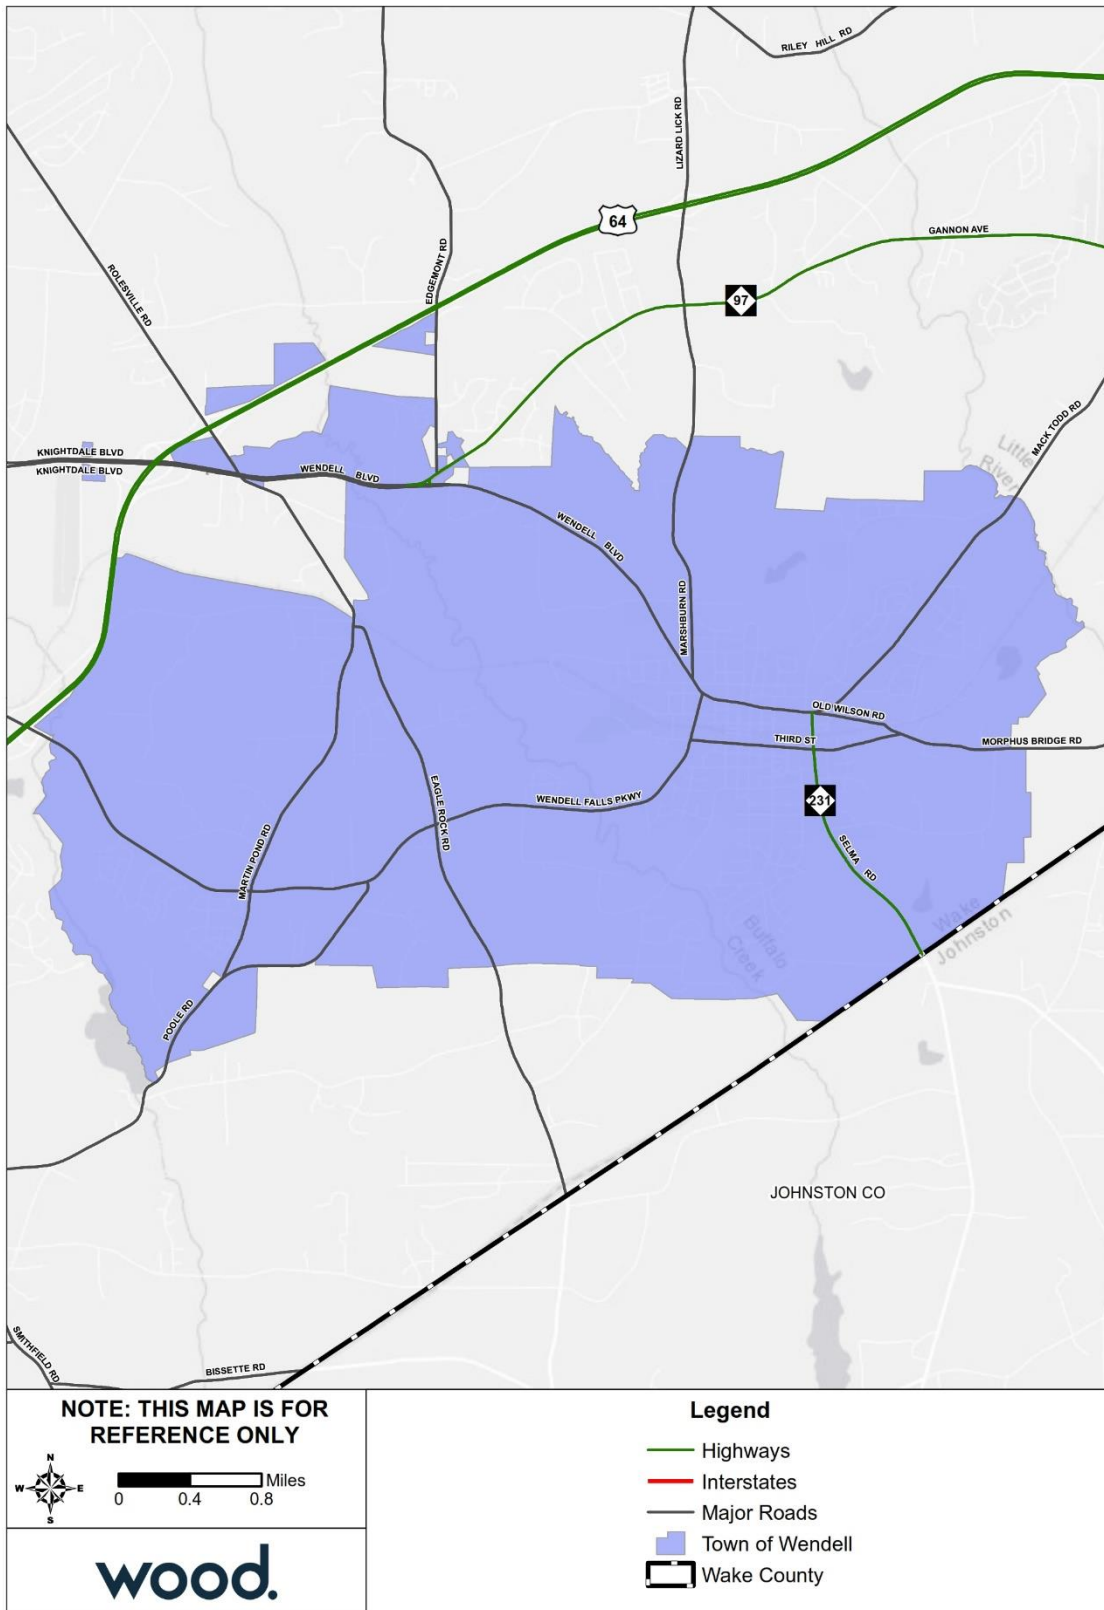 RILEY HILL RD
LIZARD LICK RD
64
GANNON AVE
EDGEMONT RD
ROLESVILLE RD
97
MACK TODD RD
Little
River
KNIGHTDALE BLVD
KNIGHTDALE BLVD
WENDELL BLVD
WENDELL BLVD
MARSHBURN RD
OLD WILSON RD
THIRD ST
MORPHUS BRIDGE RD
EAGLE ROCK RD
WENDELL FALLS PKWY
231
MARTIN POND RD
SELMA RD
Wake
Johnston
Buffalo
Creek
POOLE RD
JOHNSTON CO
SMITHFIELD RD
BISSETTE RD
NOTE: THIS MAP IS FOR
REFERENCE ONLY
N
W E
S
Miles
0 0.4 0.8
wood.
Legend
Highways
Interstates
Major Roads
Town of Wendell
Wake County